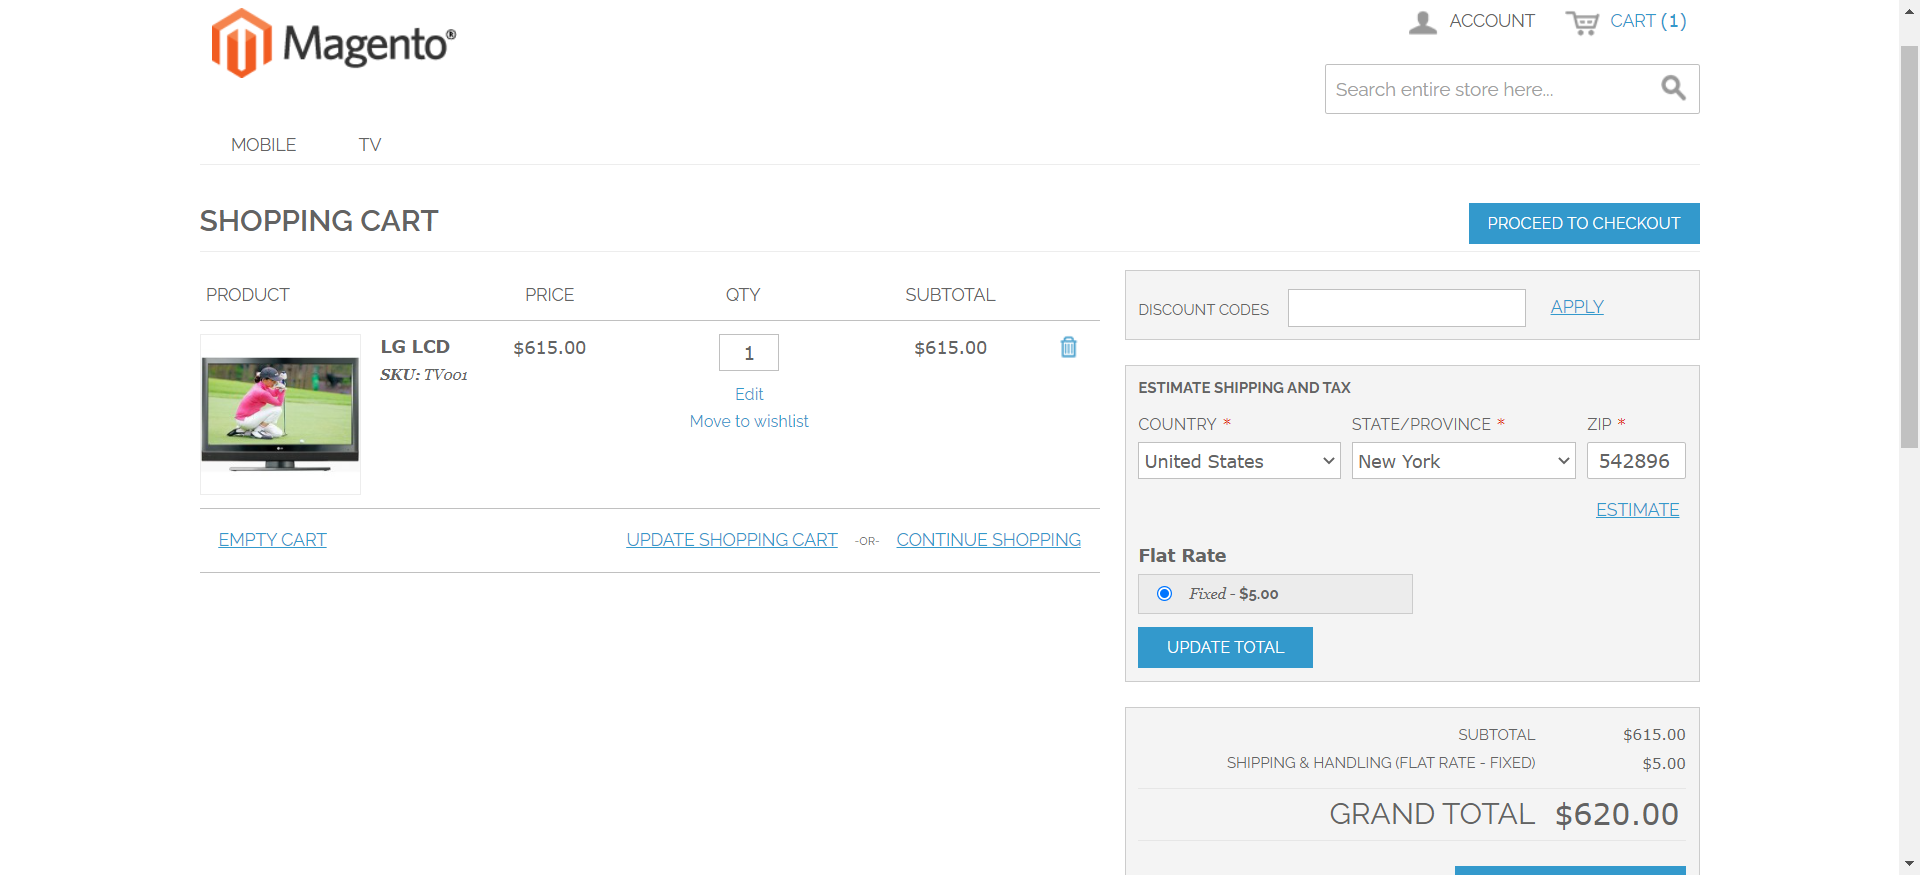 Magento®
ACCOUNT
CART (1)
Search entire store here...
MOBILE
TV
SHOPPING CART
PROCEED TO CHECKOUT
PRODUCT
PRICE
QTY
SUBTOTAL
LG LCD
SKU: TV001
$615.00
1
Edit
Move to wishlist
$615.00
EMPTY CART
UPDATE SHOPPING CART
-OR-
CONTINUE SHOPPING
DISCOUNT CODES
APPLY
ESTIMATE SHIPPING AND TAX
COUNTRY *
STATE/PROVINCE *
ZIP *
United States
New York
542896
ESTIMATE
Flat Rate
Fixed - $5.00
UPDATE TOTAL
SUBTOTAL $615.00
SHIPPING & HANDLING (FLAT RATE - FIXED) $5.00
GRAND TOTAL $620.00